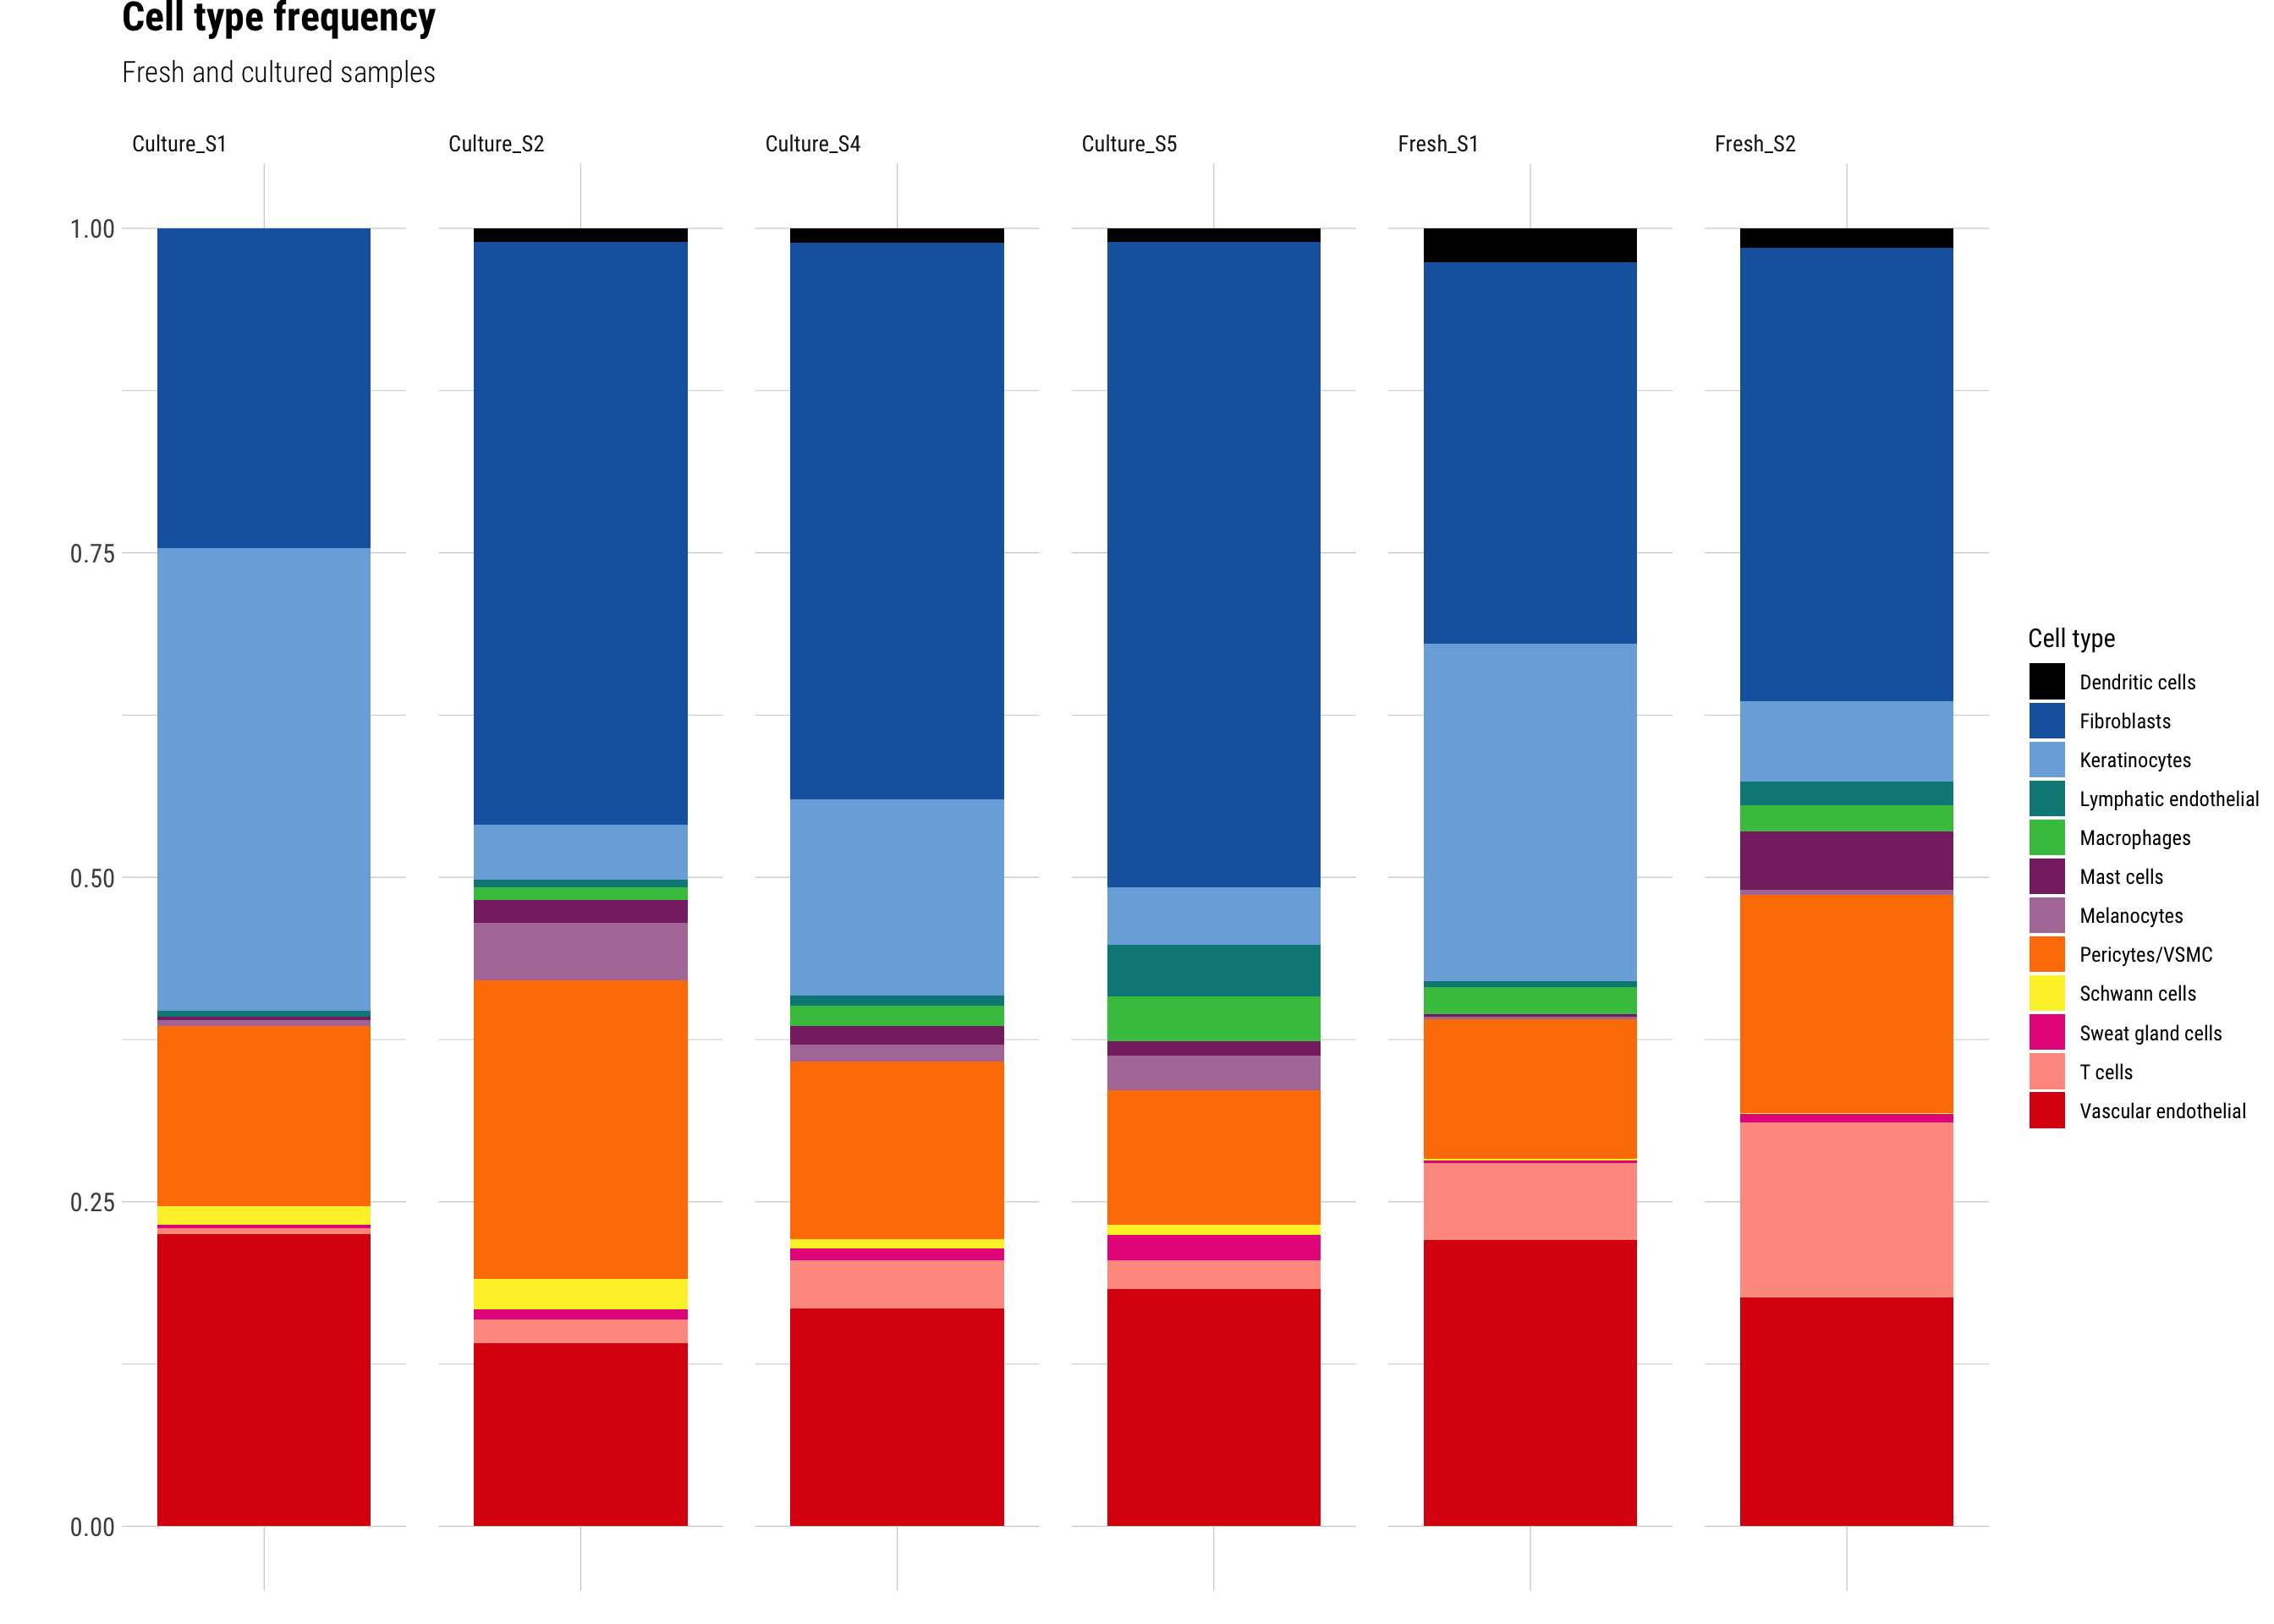 Cell type frequency
Fresh and cultured samples
Culture_S1
Culture_S2
Culture_S4
Culture_S5
Fresh_S1
Fresh_S2
1.00
0.75
0.50
0.25
0.00
Cell type
Dendritic cells
Fibroblasts
Keratinocytes
Lymphatic endothelial
Macrophages
Mast cells
Melanocytes
Pericytes/VSMC
Schwann cells
Sweat gland cells
T cells
Vascular endothelial